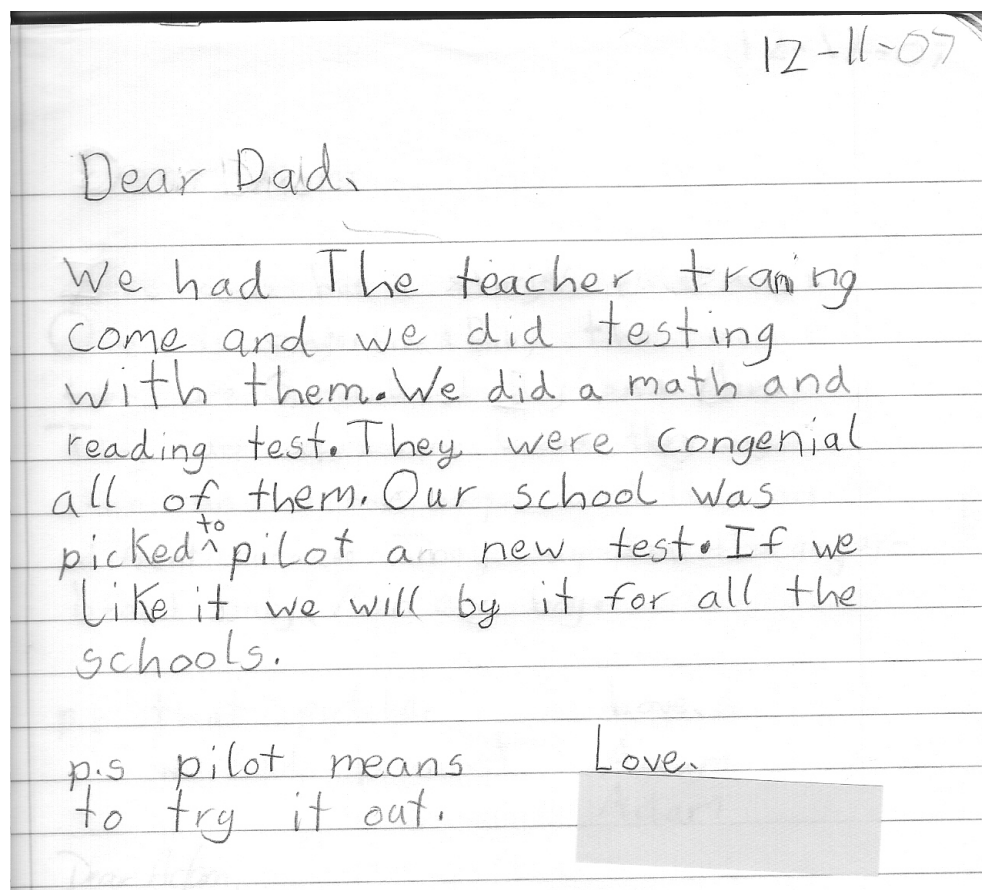 12-11-07
Dear Dad,
We had The teacher traning
come and we did testing
with them. We did a math and
reading test. They were congenial
all of them. Our school was
picked ^to pilot a new test. If we
like it we will by it for all the
schools.
p.s pilot means
to try it out.
Love,